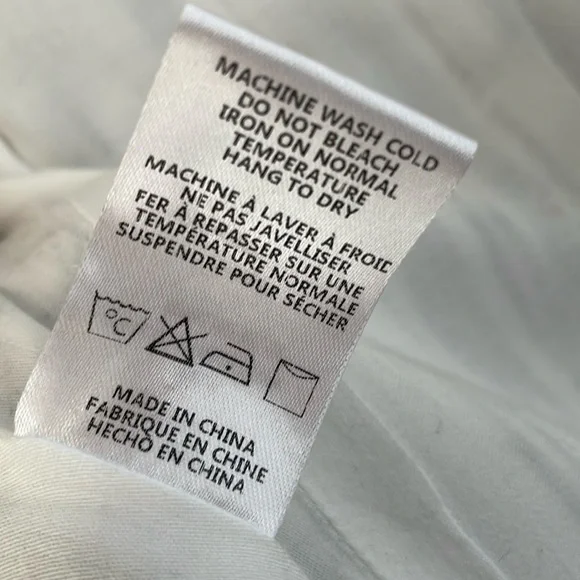 MACHINE WASH COLD
DO NOT BLEACH
IRON ON NORMAL
TEMPERATURE
HANG TO DRY
MACHINE À LAVER À FROID
NE PAS JAVELLISER
FER À REPASSER SUR UNE
TEMPÉRATURE NORMALE
SUSPENDRE POUR SÉCHER
°C
MADE IN CHINA
FABRIQUE EN CHINE
HECHO EN CHINA